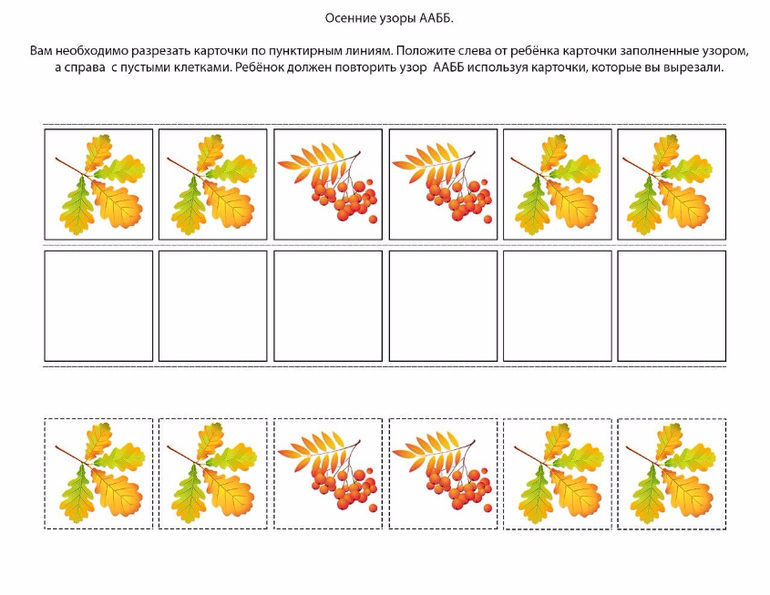 Осенние узоры ААББ.
Вам необходимо разрезать карточки по пунктирным линиям. Положите слева от ребёнка карточки заполненные узором,
а справа с пустыми клетками. Ребёнок должен повторить узор ААББ используя карточки, которые вы вырезали.